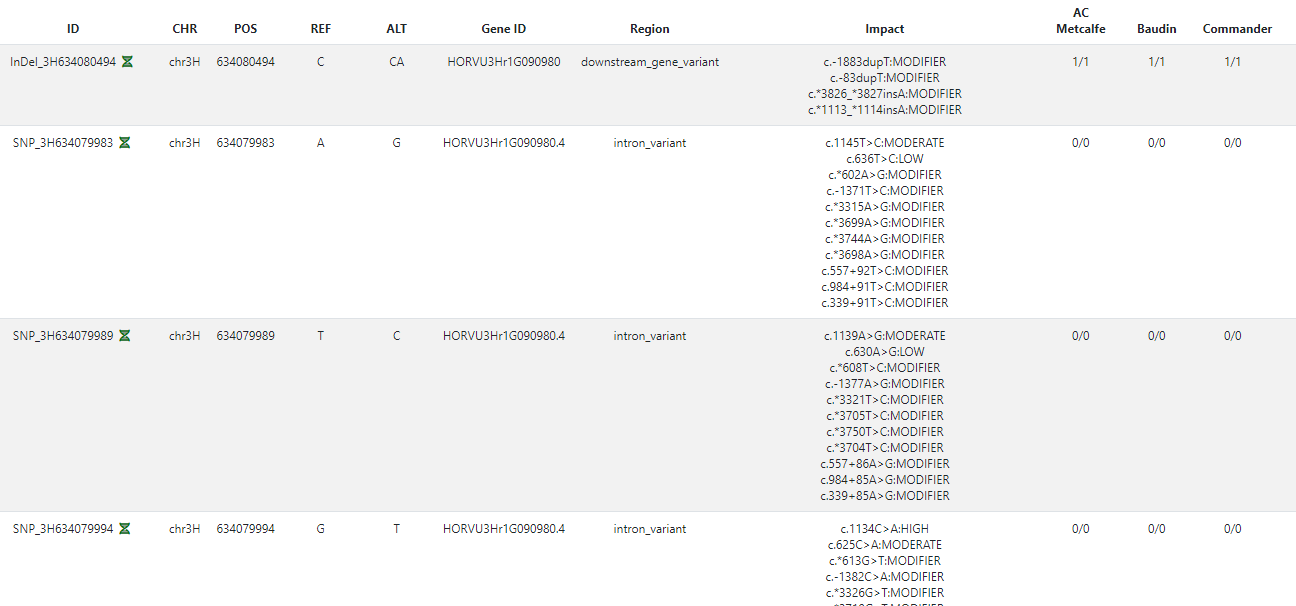 ID CHR POS REF ALT Gene ID Region Impact AC Metcalfe Baudin Commander
InDel_3H634080494 chr3H 634080494 C CA HORVU3Hr1G090980 downstream_gene_variant c.-1883dupT:MODIFIER 1/1 1/1 1/1
c.-83dupT:MODIFIER
c.*3826_*3827insA:MODIFIER
c.*1113_*1114insA:MODIFIER
SNP_3H634079983 chr3H 634079983 A G HORVU3Hr1G090980.4 intron_variant c.1145T>C:MODERATE 0/0 0/0 0/0
c.636T>C:LOW
c.*602A>G:MODIFIER
c.-1371T>C:MODIFIER
c.*3315A>G:MODIFIER
c.*3699A>G:MODIFIER
c.*3744A>G:MODIFIER
c.*3698A>G:MODIFIER
c.557+92T>C:MODIFIER
c.984+91T>C:MODIFIER
c.339+91T>C:MODIFIER
SNP_3H634079989 chr3H 634079989 T C HORVU3Hr1G090980.4 intron_variant c.1139A>G:MODERATE 0/0 0/0 0/0
c.630A>G:LOW
c.*608T>C:MODIFIER
c.-1377A>G:MODIFIER
c.*3321T>C:MODIFIER
c.*3705T>C:MODIFIER
c.*3750T>C:MODIFIER
c.*3704T>C:MODIFIER
c.557+86A>G:MODIFIER
c.984+85A>G:MODIFIER
c.339+85A>G:MODIFIER
SNP_3H634079994 chr3H 634079994 G T HORVU3Hr1G090980.4 intron_variant c.1134C>A:HIGH 0/0 0/0 0/0
c.625C>A:MODERATE
c.*613G>T:MODIFIER
c.-1382C>A:MODIFIER
c.*3326G>T:MODIFIER